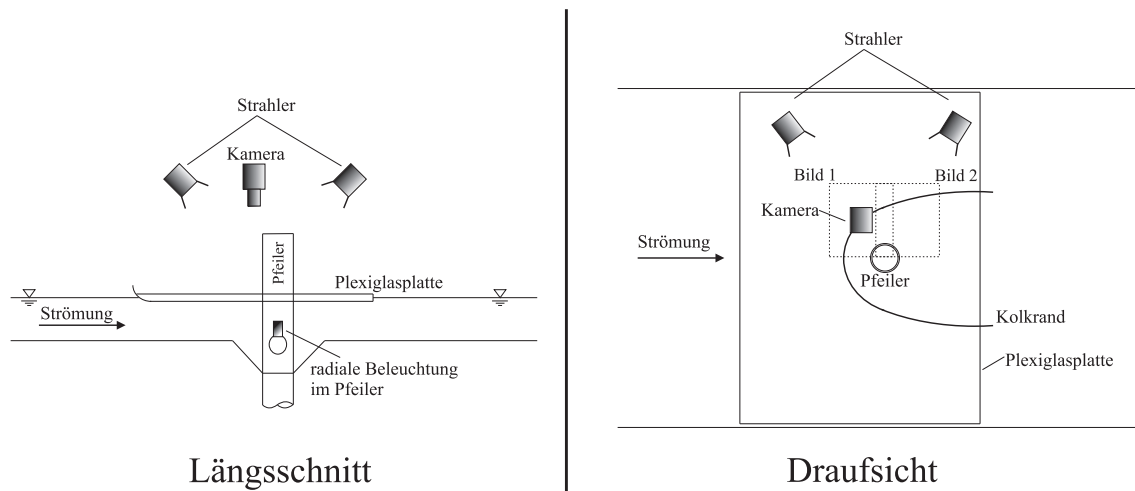 Strahler
Kamera
Pfeiler
Plexiglasplatte
Strömung
radiale Beleuchtung
im Pfeiler
Längsschnitt
Strahler
Bild 1
Bild 2
Kamera
Strömung
Pfeiler
Kolkrand
Plexiglasplatte
Draufsicht